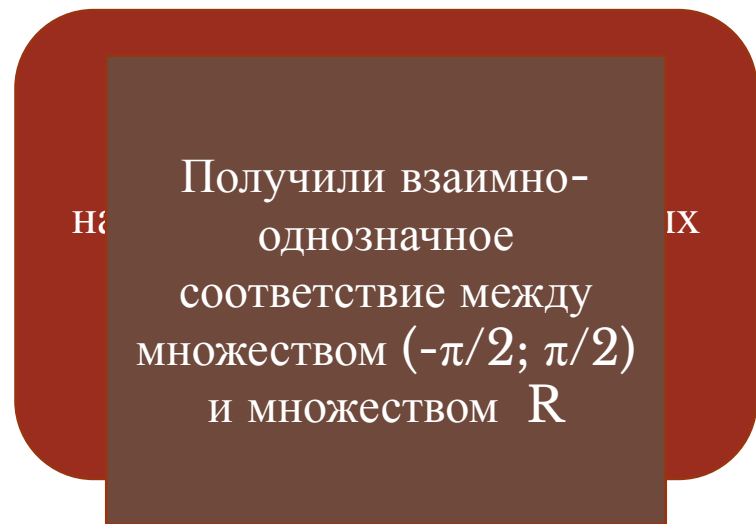 Получили взаимно-
однозначное
соответствие между
множеством (-π/2; π/2)
и множеством R